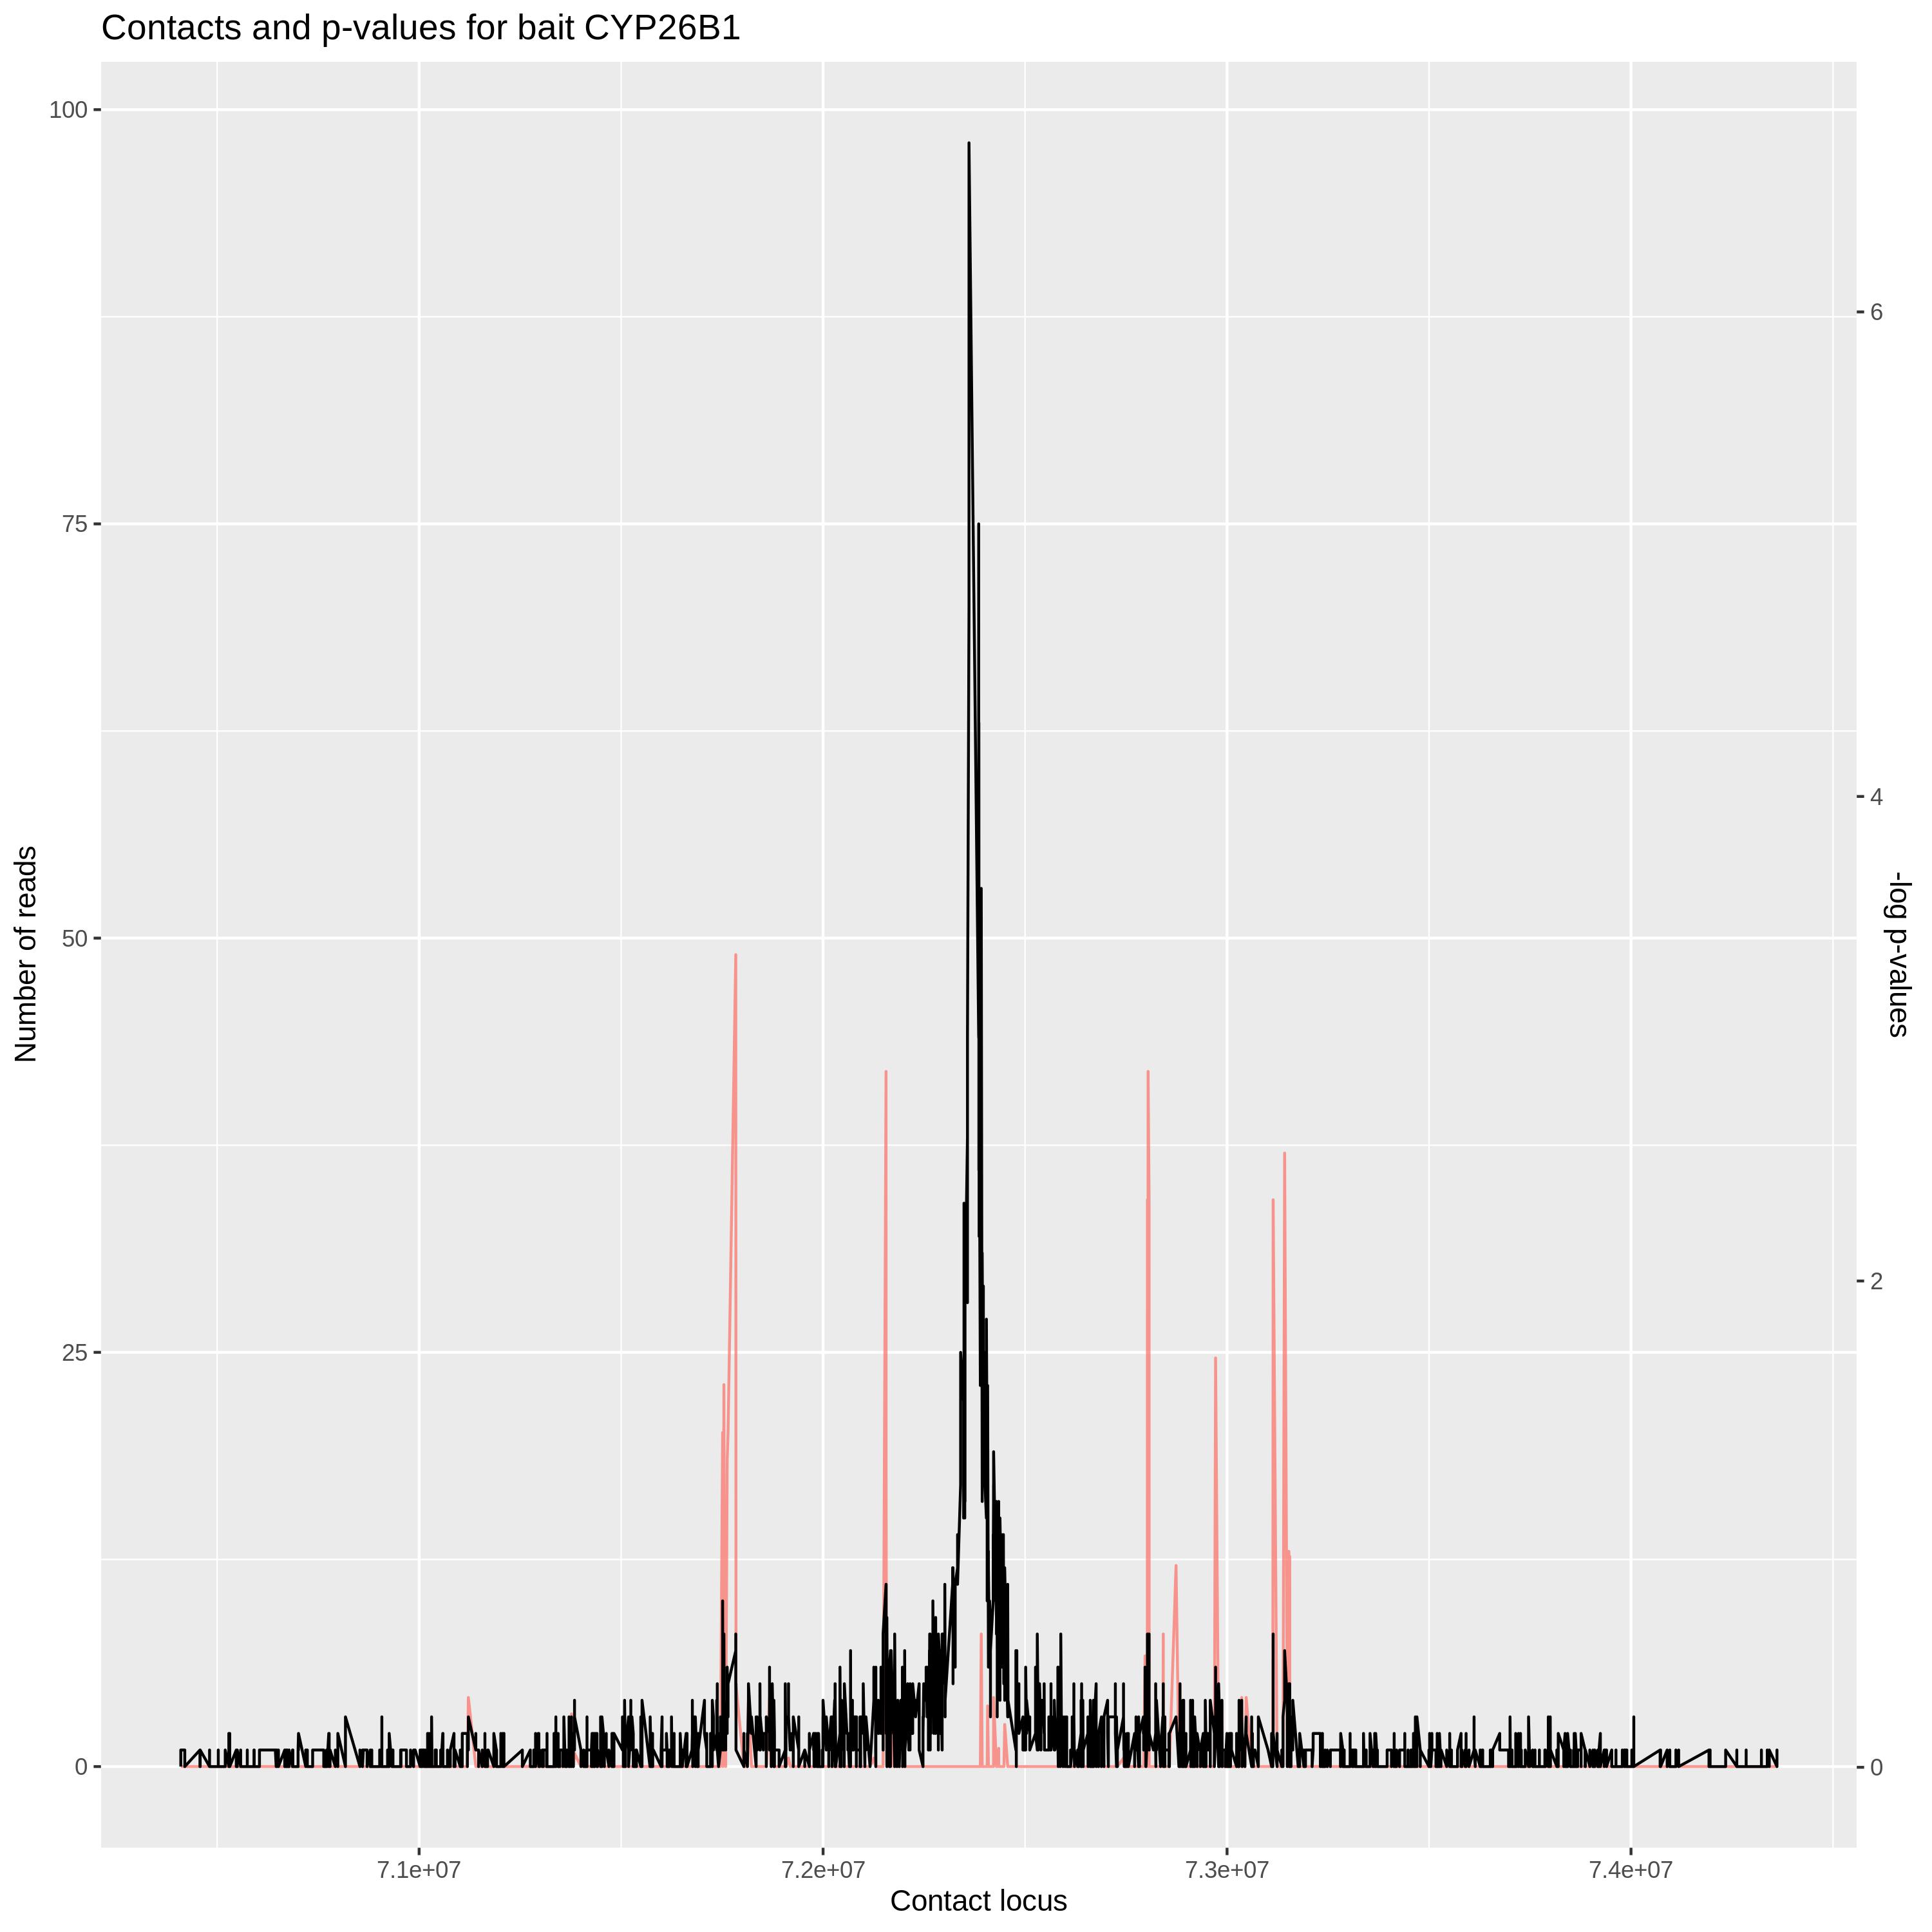 Contacts and p-values for bait CYP26B1
100
75
50
25
0
Number of reads
6
4
2
0
-log p-values
7.1e+07 7.2e+07 7.3e+07 7.4e+07
Contact locus